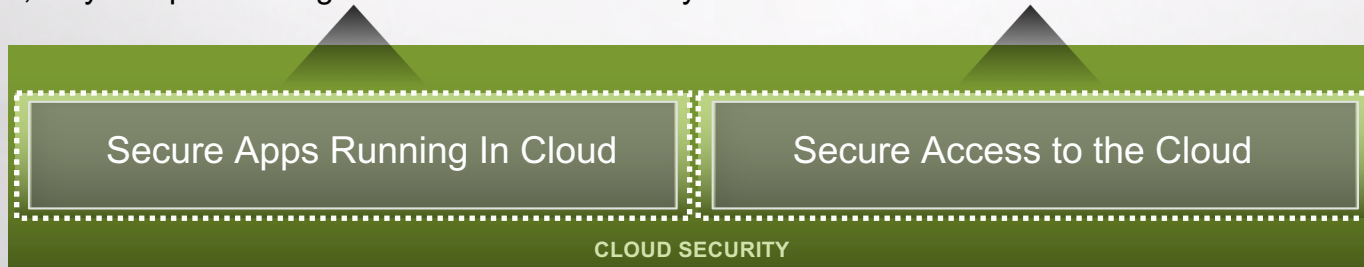 Secure Apps Running In Cloud
Secure Access to the Cloud
CLOUD SECURITY